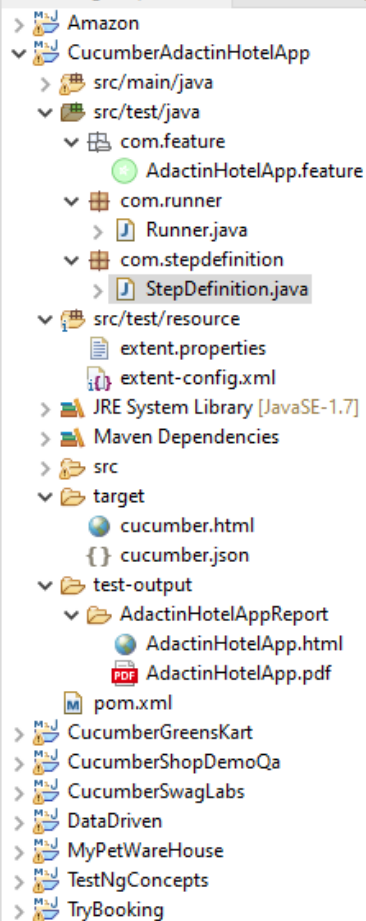 Amazon
CucumberAdactinHotelApp
src/main/java
src/test/java
com.feature
AdactinHotelApp.feature
com.runner
Runner.java
com.stepdefinition
StepDefinition.java
src/test/resource
extent.properties
extent-config.xml
JRE System Library [JavaSE-1.7]
Maven Dependencies
src
target
cucumber.html
cucumber.json
test-output
AdactinHotelAppReport
AdactinHotelApp.html
PDF AdactinHotelApp.pdf
pom.xml
CucumberGreensKart
CucumberShopDemoQa
CucumberSwagLabs
DataDriven
MyPetWareHouse
TestNgConcepts
TryBooking